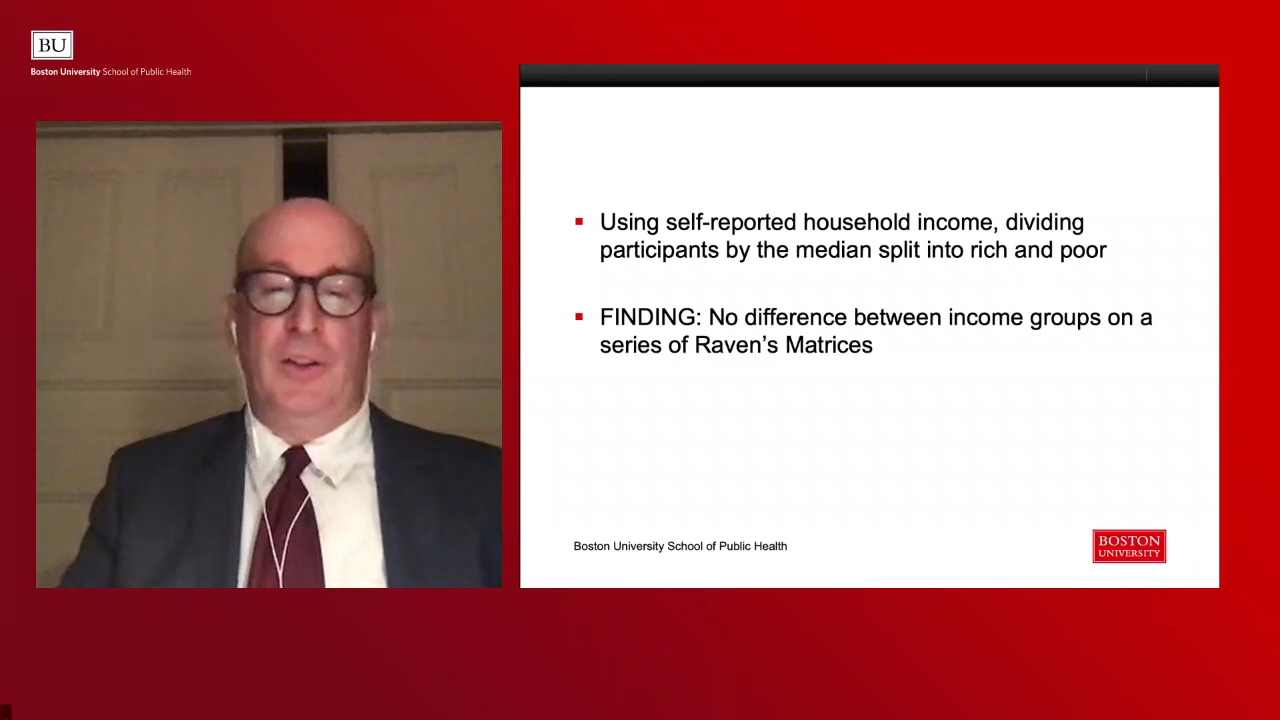 BU
Boston University School of Public Health
Using self-reported household income, dividing
participants by the median split into rich and poor
FINDING: No difference between income groups on a
series of Raven's Matrices
Boston University School of Public Health
BOSTON
UNIVERSITY